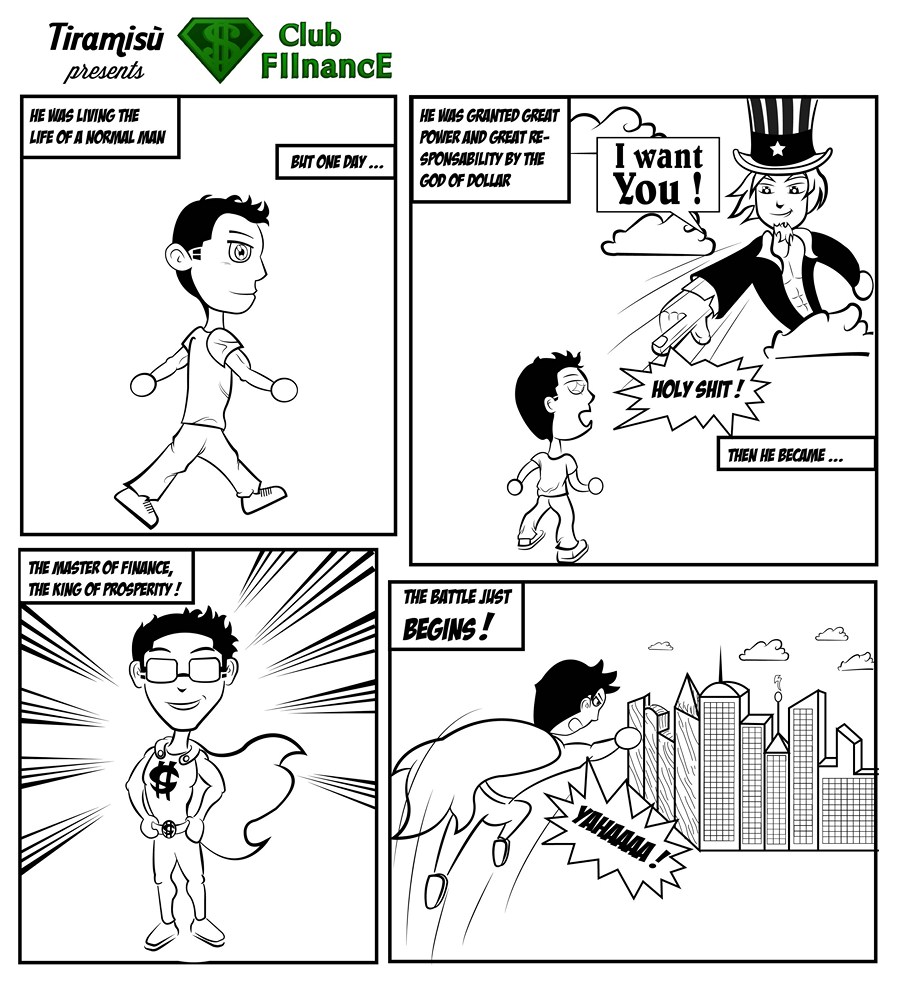 Tiramisù
presents
$
Club
FIInancE
HE WAS LIVING THE
LIFE OF A NORMAL MAN
BUT ONE DAY ...
HE WAS GRANTED GREAT
POWER AND GREAT RE-
SPONSABILITY BY THE
GOD OF DOLLAR
I want
You !
HOLY SHIT !
THEN HE BECAME ...
THE MASTER OF FINANCE,
THE KING OF PROSPERITY !
$
$
THE BATTLE JUST
BEGINS !
YAHAAAA !